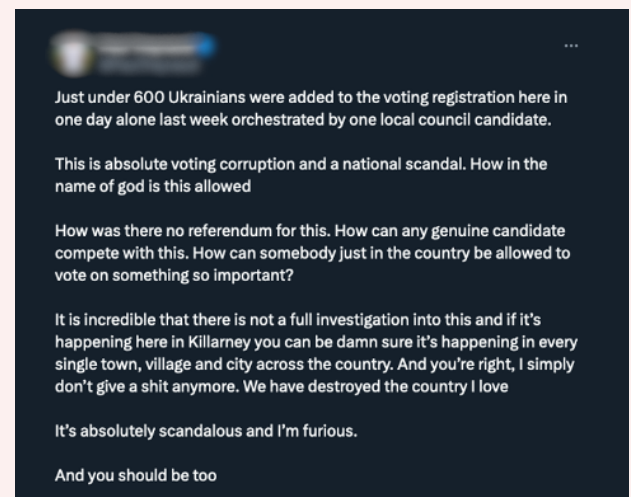 Just under 600 Ukrainians were added to the voting registration here in
one day alone last week orchestrated by one local council candidate.
This is absolute voting corruption and a national scandal. How in the
name of god is this allowed
How was there no referendum for this. How can any genuine candidate
compete with this. How can somebody just in the country be allowed to
vote on something so important?
It is incredible that there is not a full investigation into this and if it's
happening here in Killarney you can be damn sure it's happening in every
single town, village and city across the country. And you're right, I simply
don't give a shit anymore. We have destroyed the country I love
It's absolutely scandalous and I'm furious.
And you should be too